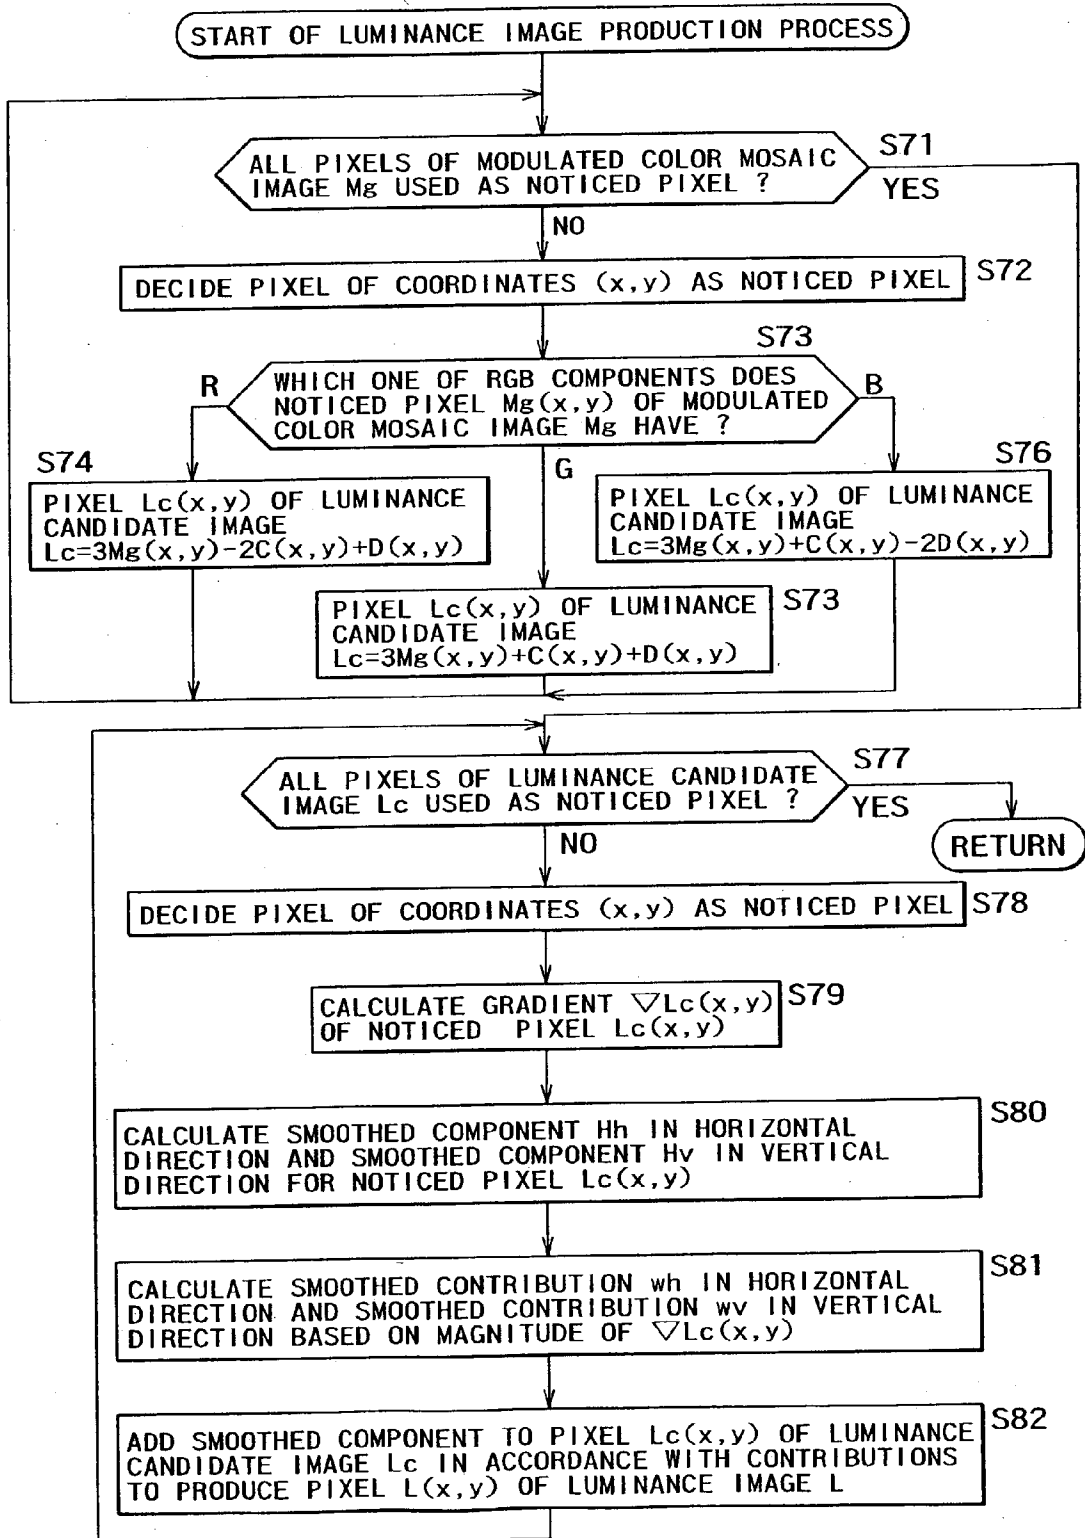 START OF LUMINANCE IMAGE PRODUCTION PROCESS
ALL PIXELS OF MODULATED COLOR MOSAIC
IMAGE Mg USED AS NOTICED PIXEL ?
S71
YES
NO
DECIDE PIXEL OF COORDINATES (x,y) AS NOTICED PIXEL
S72
S73
WHICH ONE OF RGB COMPONENTS DOES
NOTICED PIXEL Mg(x,y) OF MODULATED
COLOR MOSAIC IMAGE Mg HAVE ?
R
B
G
S74
PIXEL Lc(x,y) OF LUMINANCE
CANDIDATE IMAGE
Lc=3Mg(x,y)-2C(x,y)+D(x,y)
S76
PIXEL Lc(x,y) OF LUMINANCE
CANDIDATE IMAGE
Lc=3Mg(x,y)+C(x,y)-2D(x,y)
S73
PIXEL Lc(x,y) OF LUMINANCE
CANDIDATE IMAGE
Lc=3Mg(x,y)+C(x,y)+D(x,y)
S77
ALL PIXELS OF LUMINANCE CANDIDATE
IMAGE Lc USED AS NOTICED PIXEL ?
YES
RETURN
NO
DECIDE PIXEL OF COORDINATES (x,y) AS NOTICED PIXEL
S78
CALCULATE GRADIENT ▽Lc(x,y)
OF NOTICED PIXEL Lc(x,y)
S79
S80
CALCULATE SMOOTHED COMPONENT Hh IN HORIZONTAL
DIRECTION AND SMOOTHED COMPONENT Hv IN VERTICAL
DIRECTION FOR NOTICED PIXEL Lc(x,y)
S81
CALCULATE SMOOTHED CONTRIBUTION wh IN HORIZONTAL
DIRECTION AND SMOOTHED CONTRIBUTION wv IN VERTICAL
DIRECTION BASED ON MAGNITUDE OF ▽Lc(x,y)
S82
ADD SMOOTHED COMPONENT TO PIXEL Lc(x,y) OF LUMINANCE
CANDIDATE IMAGE Lc IN ACCORDANCE WITH CONTRIBUTIONS
TO PRODUCE PIXEL L(x,y) OF LUMINANCE IMAGE L